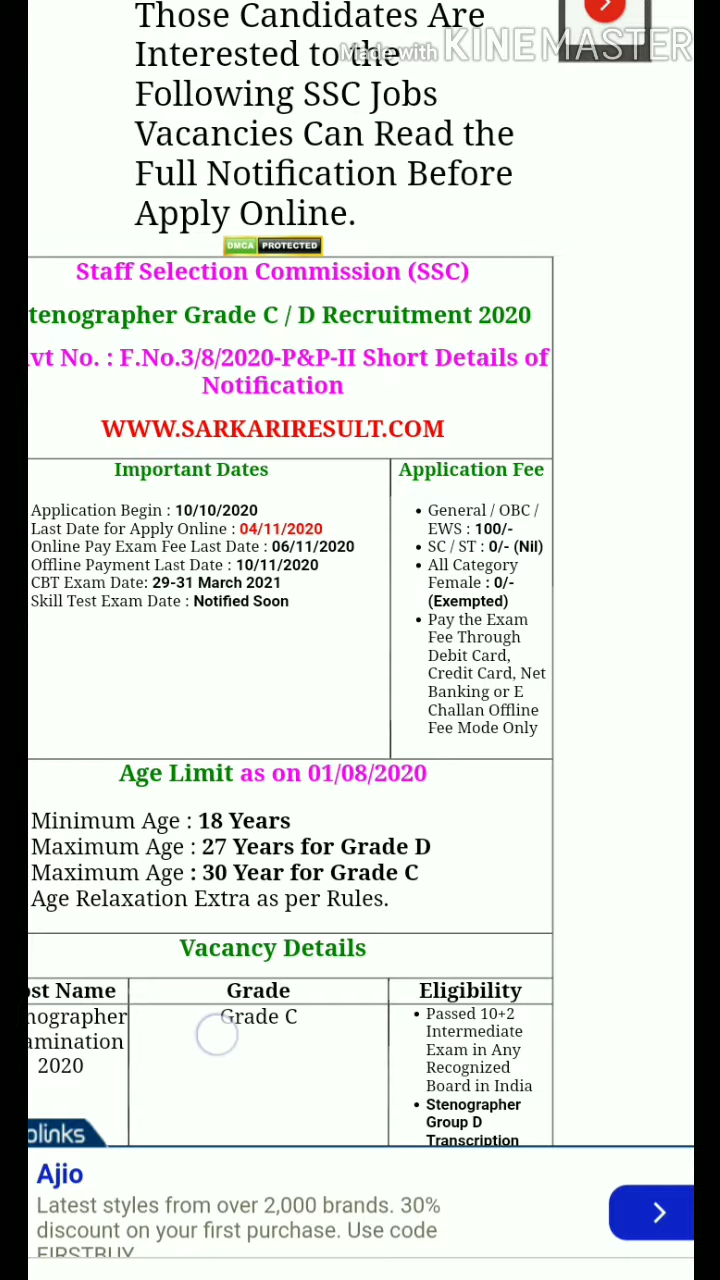 Those Candidates Are
Interested to the
Made with KINEMASTER
Following SSC Jobs
Vacancies Can Read the
Full Notification Before
Apply Online.
DMCA PROTECTED
Staff Selection Commission (SSC)
tenographer Grade C / D Recruitment 2020
vt No. : F.No.3/8/2020-P&P-II Short Details of
Notification
WWW.SARKARIRESULT.COM
Important Dates
Application Begin : 10/10/2020
Last Date for Apply Online : 04/11/2020
Online Pay Exam Fee Last Date : 06/11/2020
Offline Payment Last Date : 10/11/2020
CBT Exam Date: 29-31 March 2021
Skill Test Exam Date : Notified Soon
Application Fee
• General / OBC /
EWS : 100/-
• SC / ST : 0/- (Nil)
• All Category
Female : 0/-
(Exempted)
• Pay the Exam
Fee Through
Debit Card,
Credit Card, Net
Banking or E
Challan Offline
Fee Mode Only
Age Limit as on 01/08/2020
Minimum Age : 18 Years
Maximum Age : 27 Years for Grade D
Maximum Age : 30 Year for Grade C
Age Relaxation Extra as per Rules.
Vacancy Details
ost Name
Grade
Eligibility
nographer
amination
2020
Grade C
• Passed 10+2
Intermediate
Exam in Any
Recognized
Board in India
• Stenographer
Group D
Transcription
olinks
Ajio
Latest styles from over 2,000 brands. 30%
discount on your first purchase. Use code
FIRSTBUY